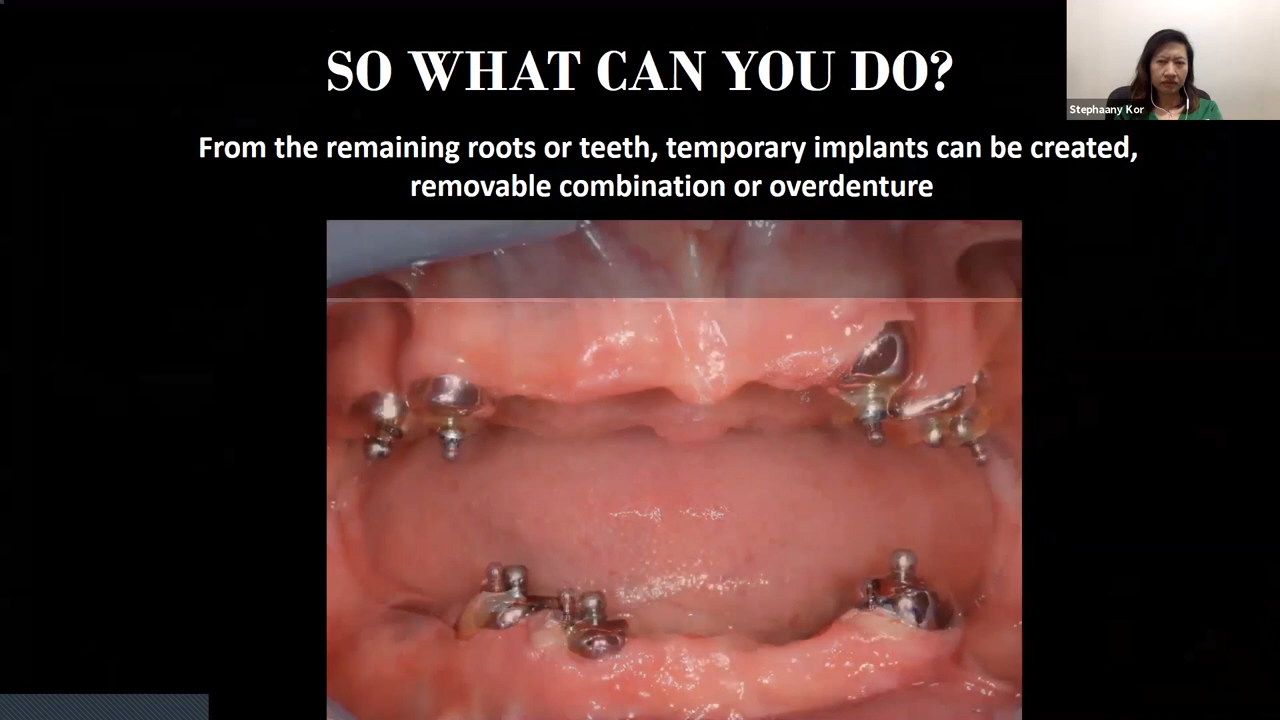 SO WHAT CAN YOU DO?
Stephaany Kor
From the remaining roots or teeth, temporary implants can be created,
removable combination or overdenture